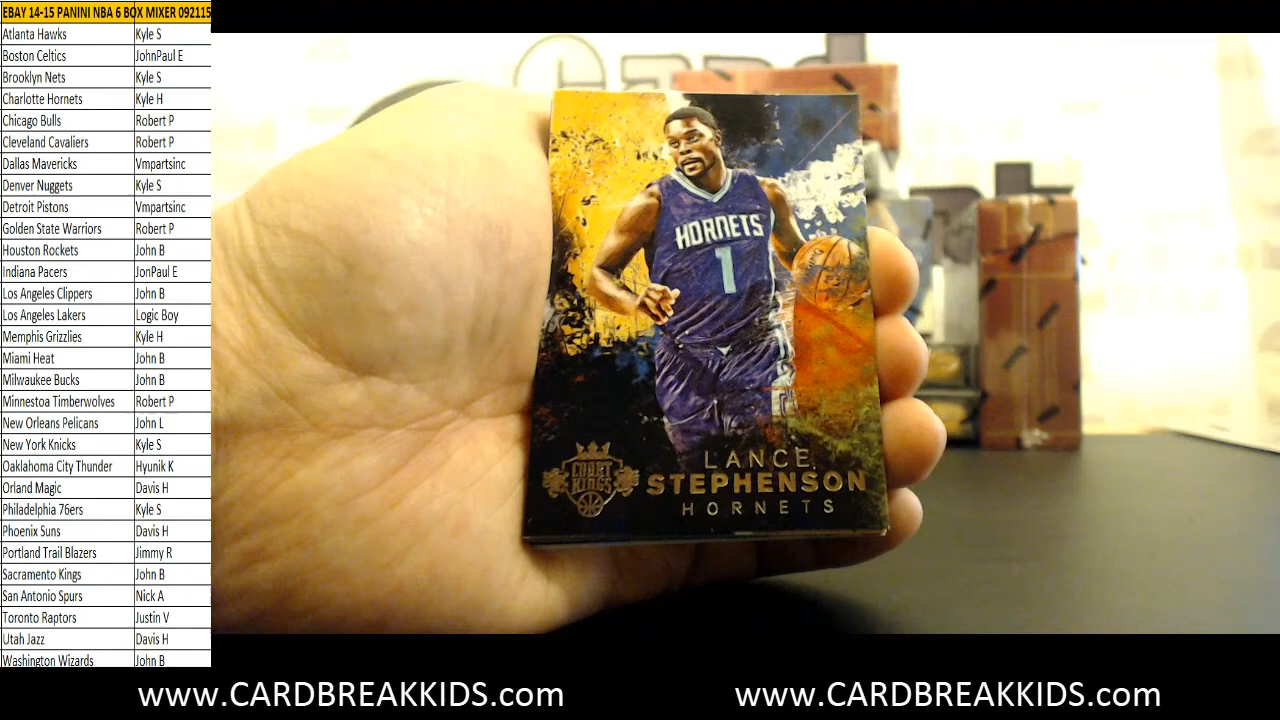 EBAY 14-15 PANINI NBA 6 BOX MIXER 092115
Atlanta Hawks Kyle S
Boston Celtics JohnPaul E
Brooklyn Nets Kyle S
Charlotte Hornets Kyle H
Chicago Bulls Robert P
Cleveland Cavaliers Robert P
Dallas Mavericks Vmpartsinc
Denver Nuggets Kyle S
Detroit Pistons Vmpartsinc
Golden State Warriors Robert P
Houston Rockets John B
Indiana Pacers JonPaul E
Los Angeles Clippers John B
Los Angeles Lakers Logic Boy
Memphis Grizzlies Kyle H
Miami Heat John B
Milwaukee Bucks John B
Minnestoa Timberwolves Robert P
New Orleans Pelicans John L
New York Knicks Kyle S
Oaklahoma City Thunder Hyunik K
Orland Magic Davis H
Philadelphia 76ers Kyle S
Phoenix Suns Davis H
Portland Trail Blazers Jimmy R
Sacramento Kings John B
San Antonio Spurs Nick A
Toronto Raptors Justin V
Utah Jazz Davis H
Washington Wizards John B
HORNETS
1
COURT
KINGS
LANCE
STEPHENSON
HORNETS
www.CARDBREAKKIDS.com www.CARDBREAKKIDS.com